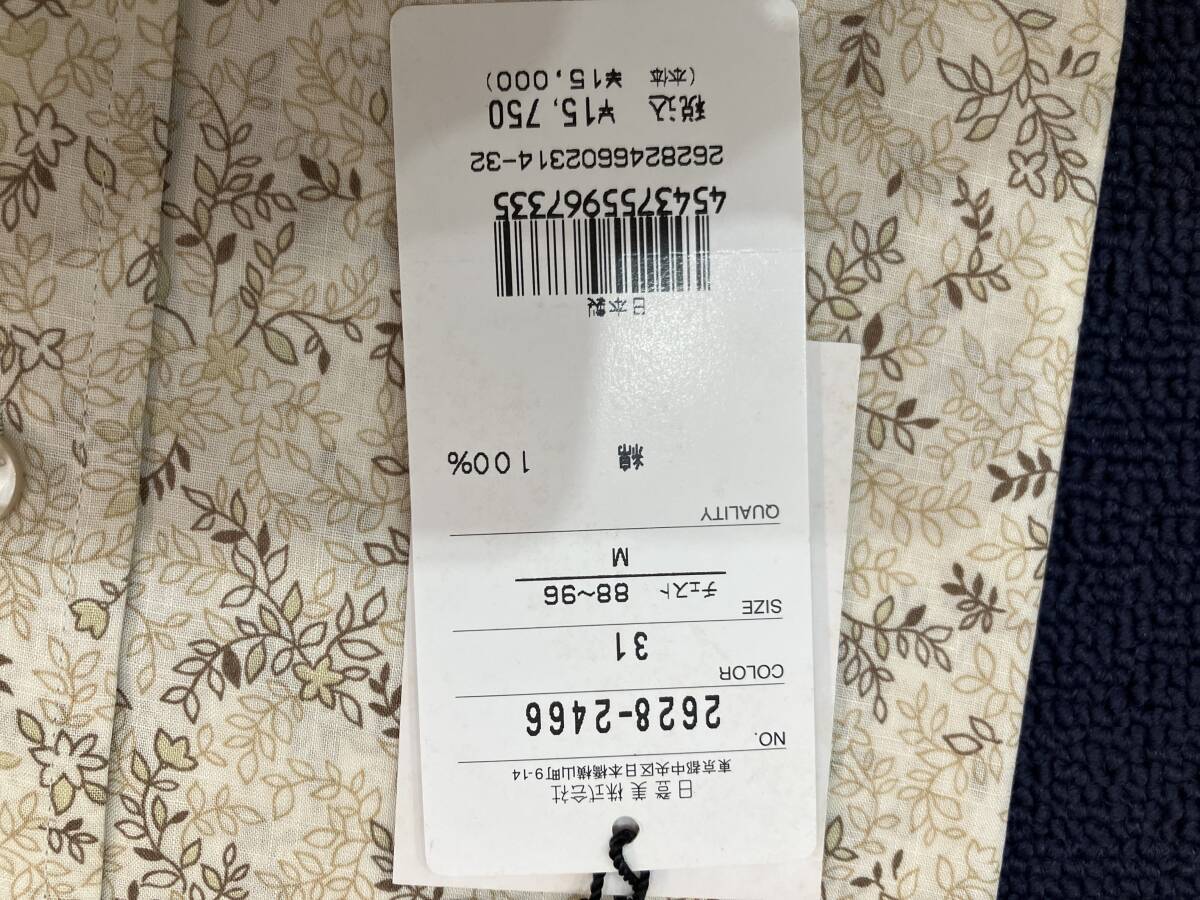 日登美株式会社
東京都中央区日本橋横山町9-14
NO.
2628-2466
COLOR
31
SIZE
チェスト 88~96
M
QUALITY
綿 100%
日本製
4543755967335
2628246602314-32
税込 ¥15,750
(本体 ¥15,000)